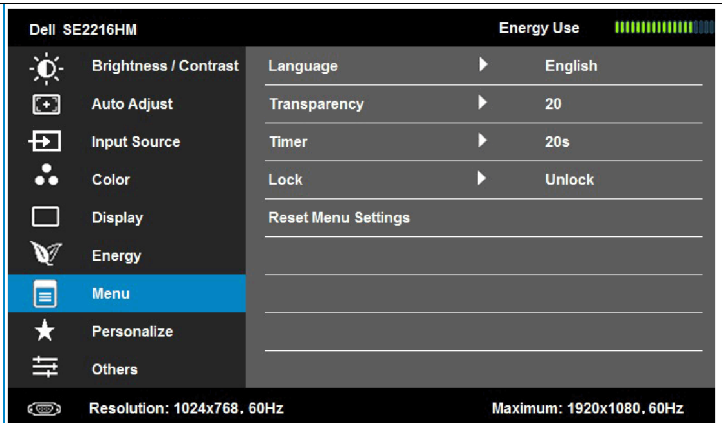 Dell SE2216HM Energy Use
Brightness / Contrast Language English
Auto Adjust Transparency 20
Input Source Timer 20s
Color Lock Unlock
Display Reset Menu Settings
Energy
Menu
Personalize
Others
Resolution: 1024x768, 60Hz Maximum: 1920x1080, 60Hz